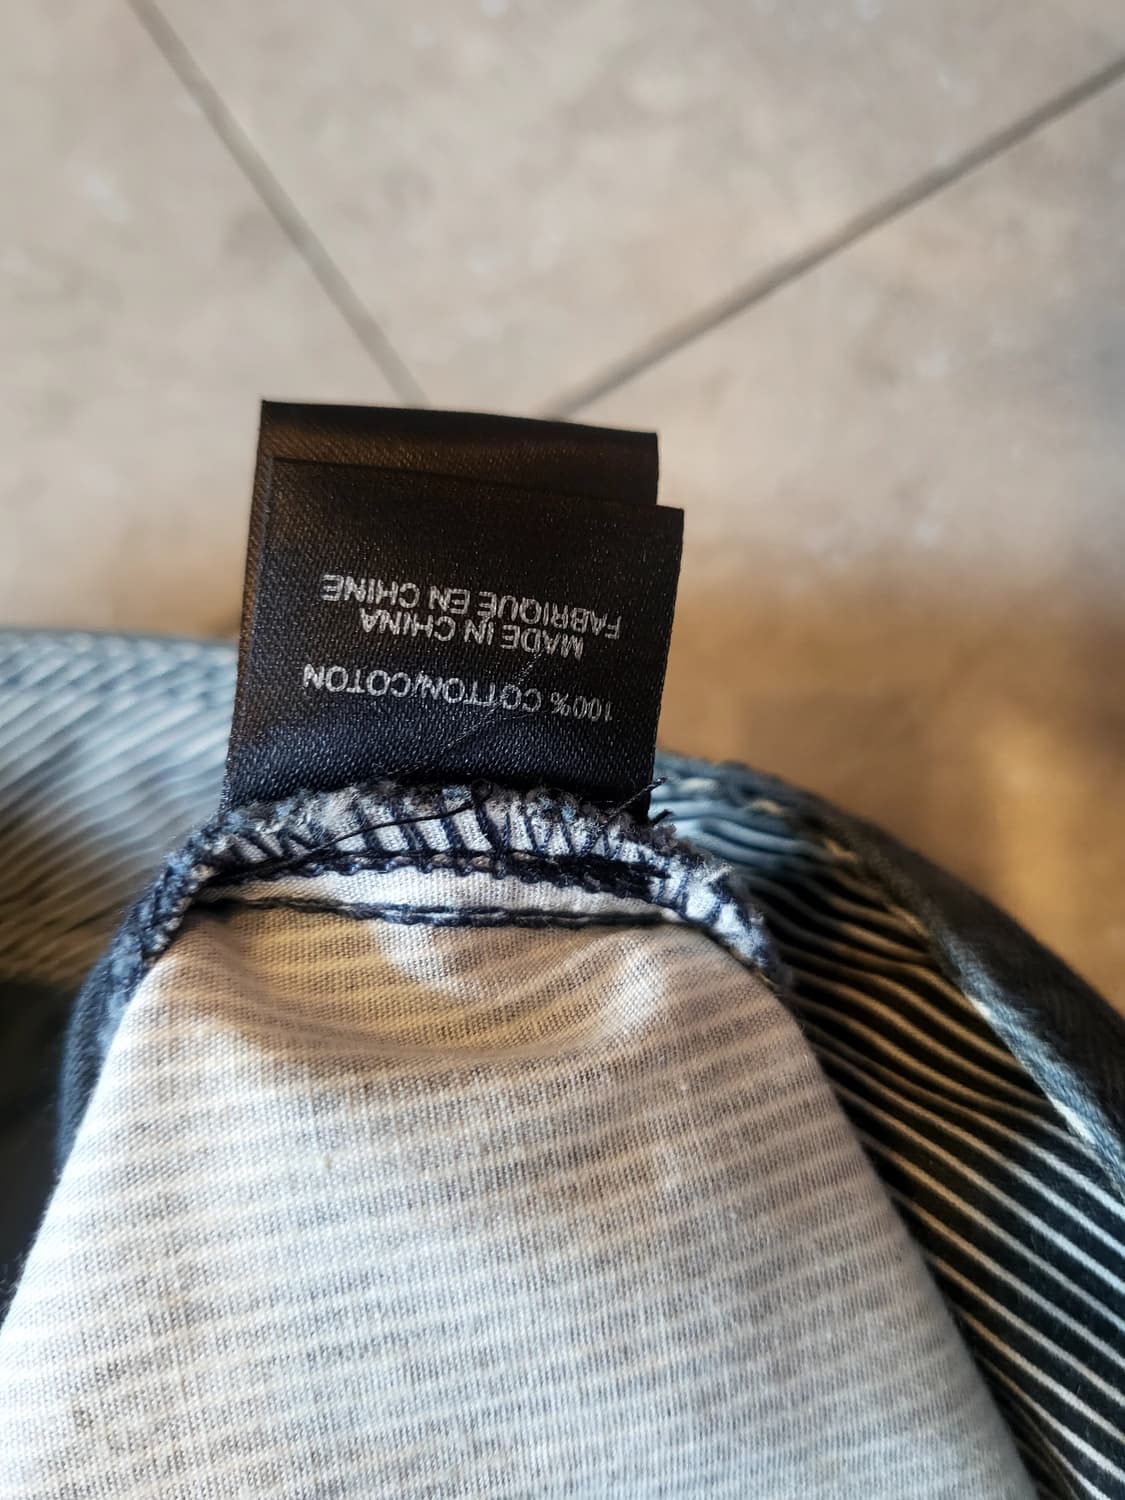 100% COTTON/COTON
MADE IN CHINA
FABRIQUE EN CHINE